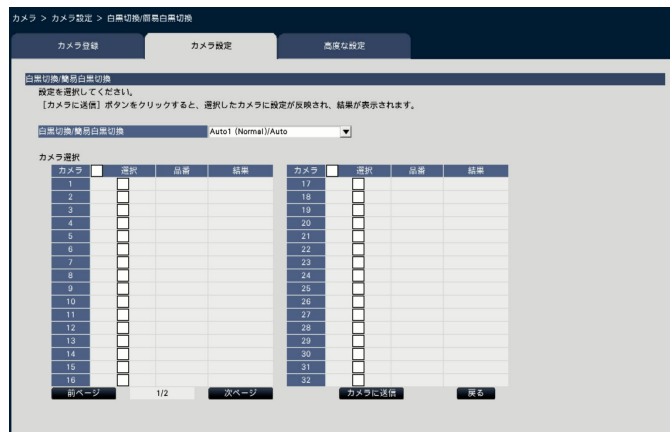 カメラ > カメラ設定 > 白黒切換/簡易白黒切換
カメラ登録 カメラ設定 高度な設定
白黒切換/簡易白黒切換
設定を選択してください。
［カメラに送信］ボタンをクリックすると、選択したカメラに設定が反映され、結果が表示されます。
白黒切換/簡易白黒切換 Auto1 (Normal)/Auto
カメラ選択
カメラ 選択 品番 結果 カメラ 選択 品番 結果
1 17
2 18
3 19
4 20
5 21
6 22
7 23
8 24
9 25
10 26
11 27
12 28
13 29
14 30
15 31
16 32
前ページ 1/2 次ページ カメラに送信 戻る